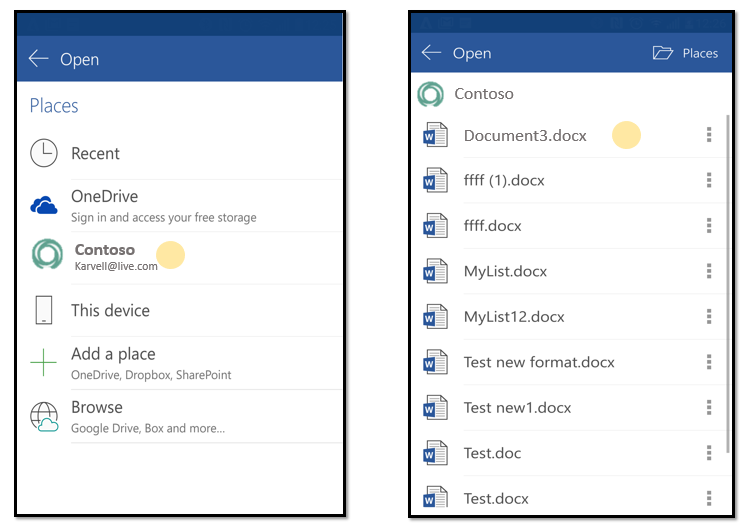 Open
Places
Recent
OneDrive
Sign in and access your free storage
Contoso
Karvell@live.com
This device
Add a place
OneDrive, Dropbox, SharePoint
Browse
Google Drive, Box and more...
Open
Places
Contoso
W Document3.docx
W ffff (1).docx
W ffff.docx
W MyList.docx
W MyList12.docx
W Test new format.docx
W Test new1.docx
W Test.doc
W Test.docx